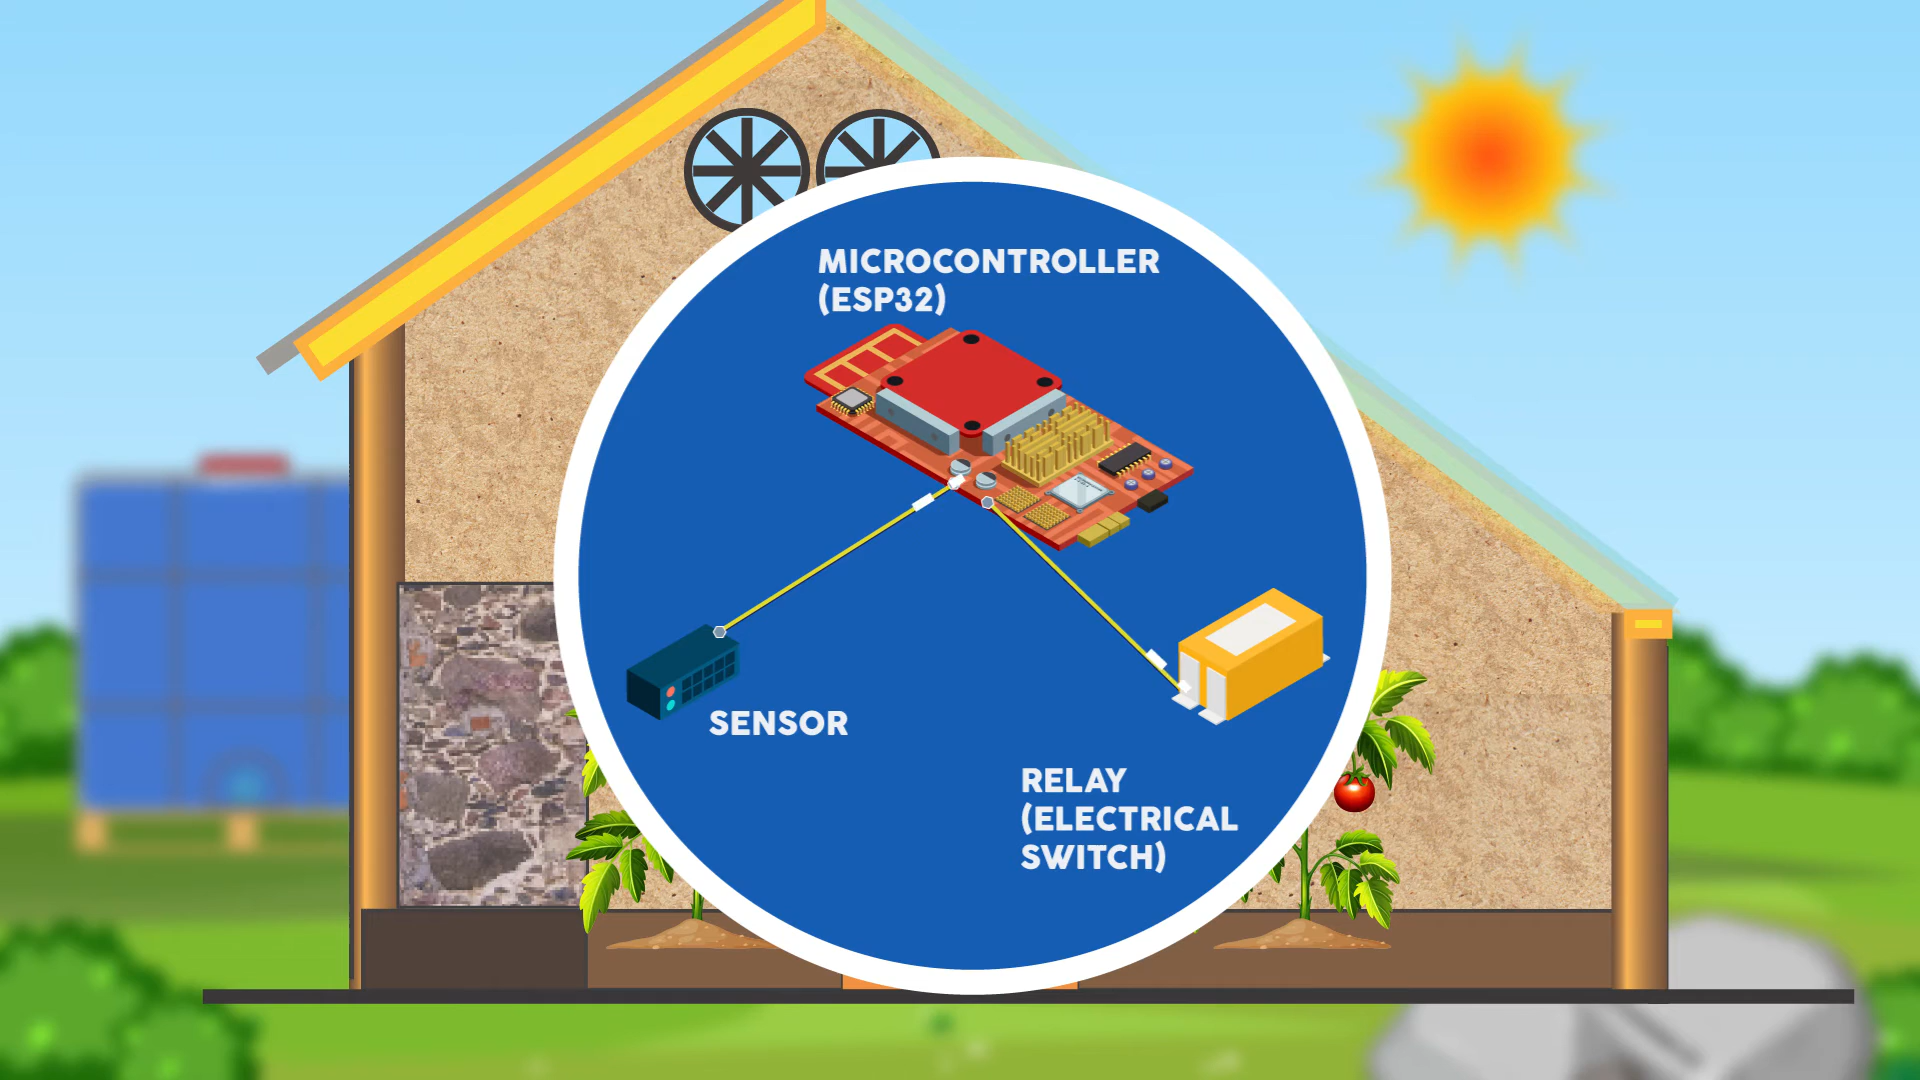 MICROCONTROLLER
(ESP32)
SENSOR
RELAY
(ELECTRICAL
SWITCH)